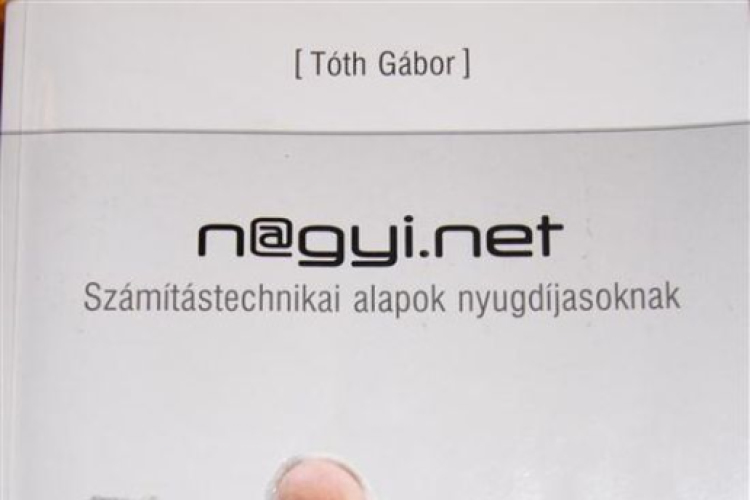 [ Tóth Gábor ]
n@gyi.net
Számítástechnikai alapok nyugdíjasoknak